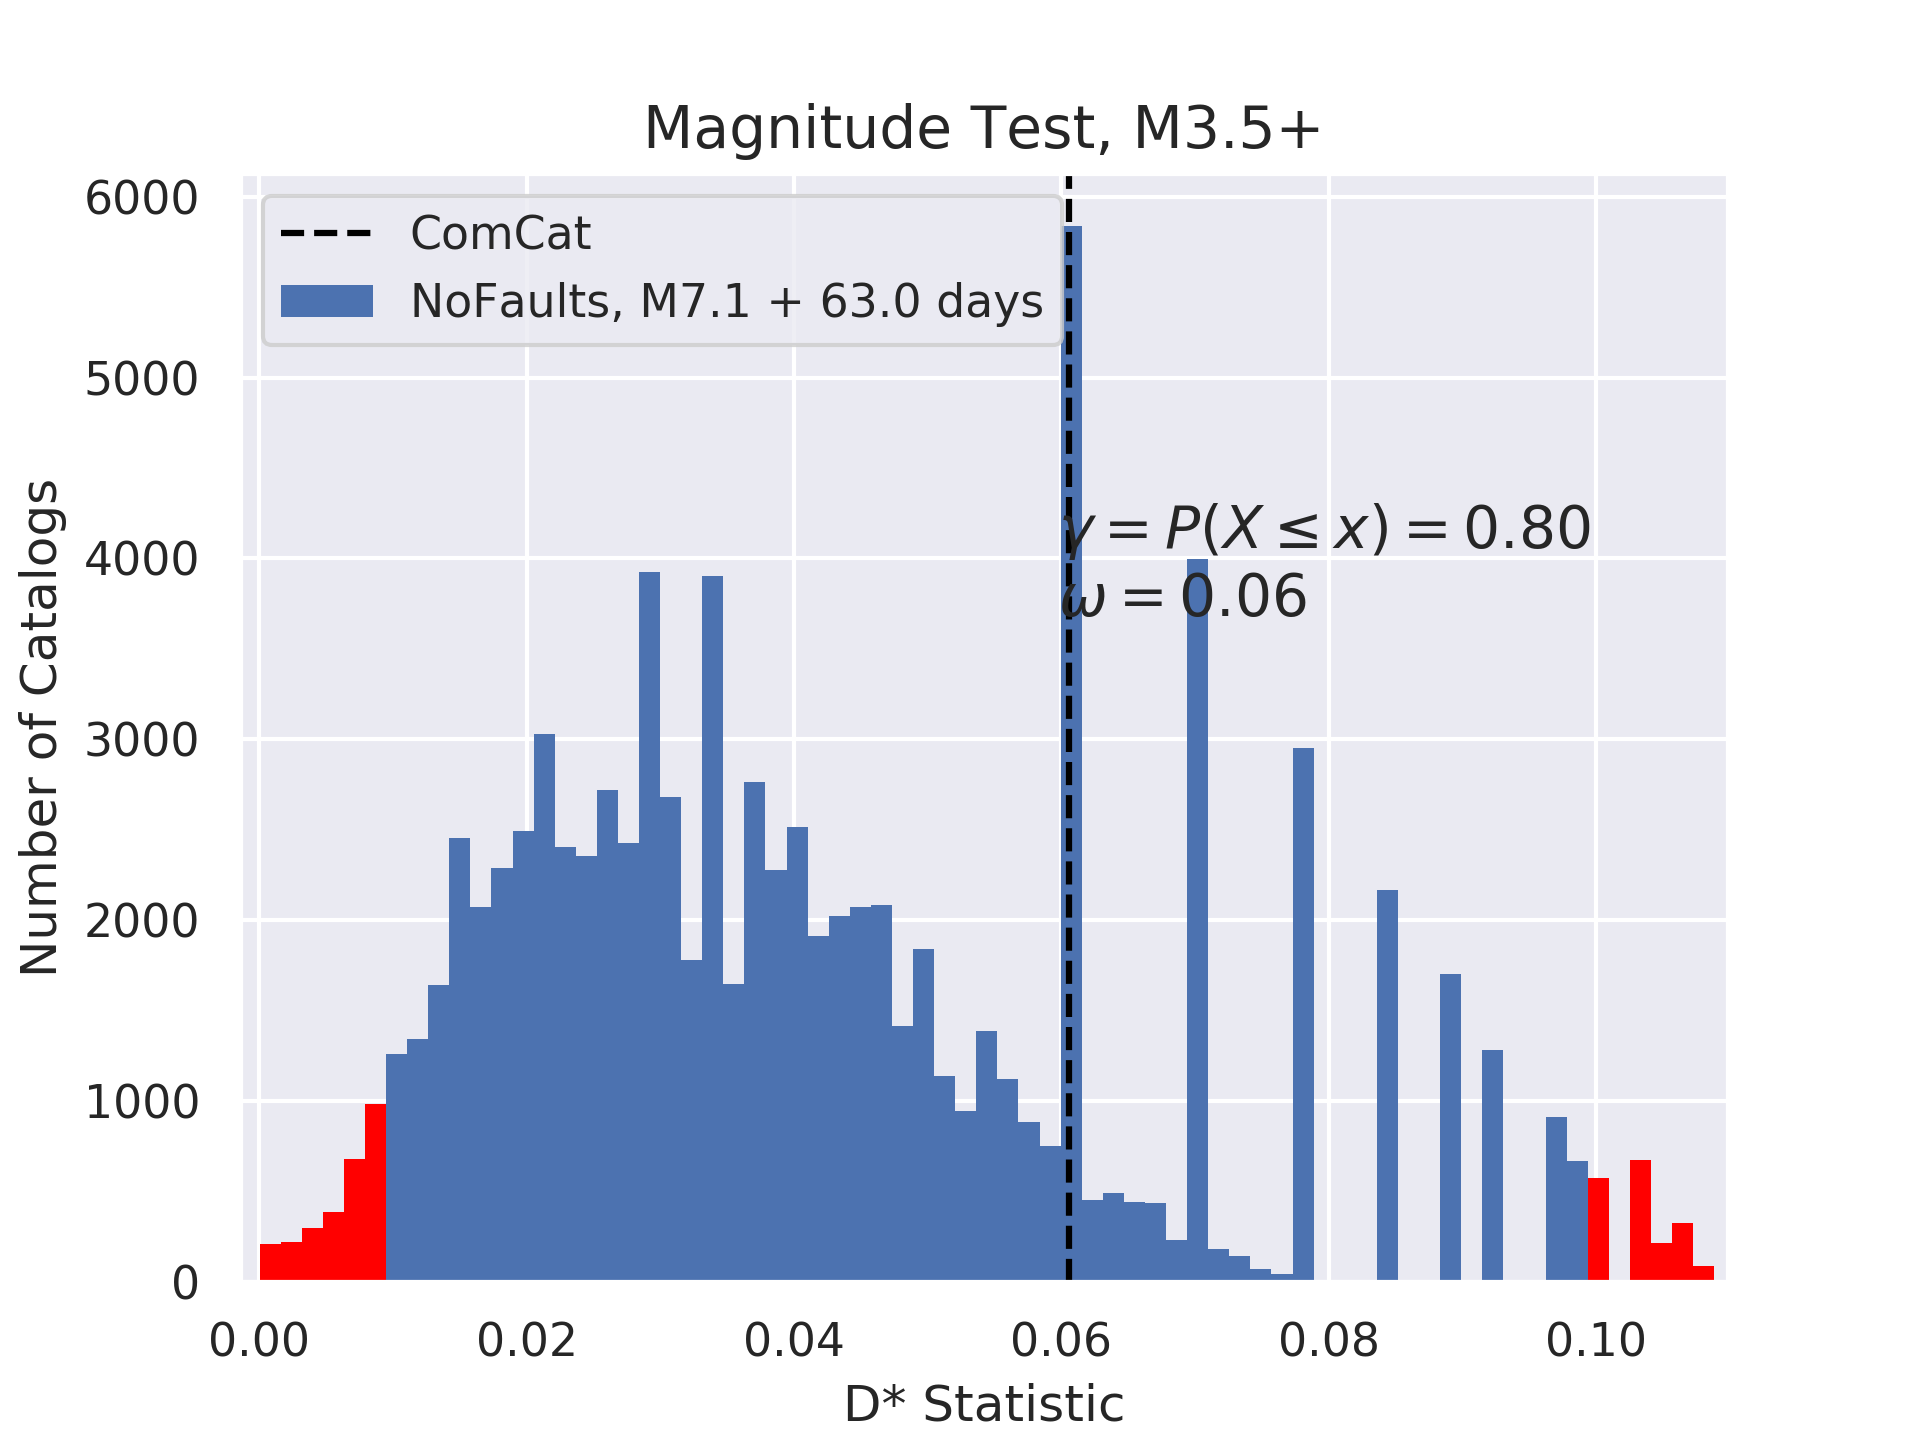 Magnitude Test, M3.5+
6000
5000
4000
3000
2000
1000
0
Number of Catalogs
ComCat
NoFaults, M7.1 + 63.0 days
γ = P(X ≤ x) = 0.80
ω = 0.06
0.00 0.02 0.04 0.06 0.08 0.10
D* Statistic